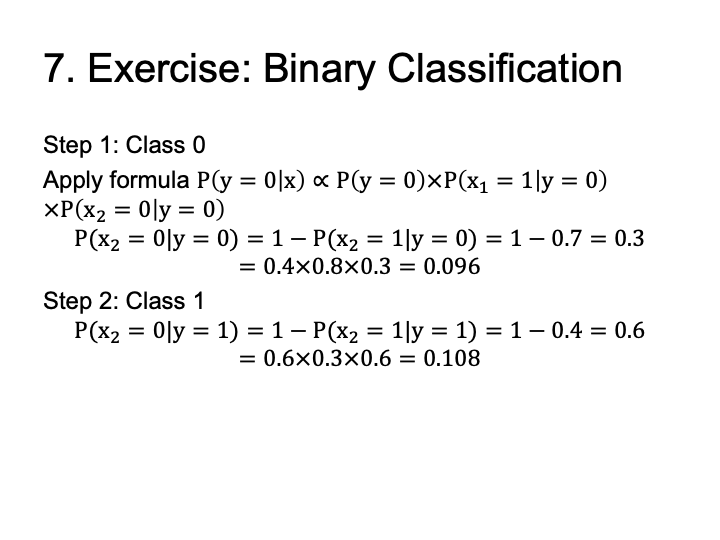 7. Exercise: Binary Classification
Step 1: Class 0
Apply formula P(y = 0|x) ∝ P(y = 0)×P(x₁ = 1|y = 0)
×P(x₂ = 0|y = 0)
P(x₂ = 0|y = 0) = 1 − P(x₂ = 1|y = 0) = 1 − 0.7 = 0.3
= 0.4×0.8×0.3 = 0.096
Step 2: Class 1
P(x₂ = 0|y = 1) = 1 − P(x₂ = 1|y = 1) = 1 − 0.4 = 0.6
= 0.6×0.3×0.6 = 0.108